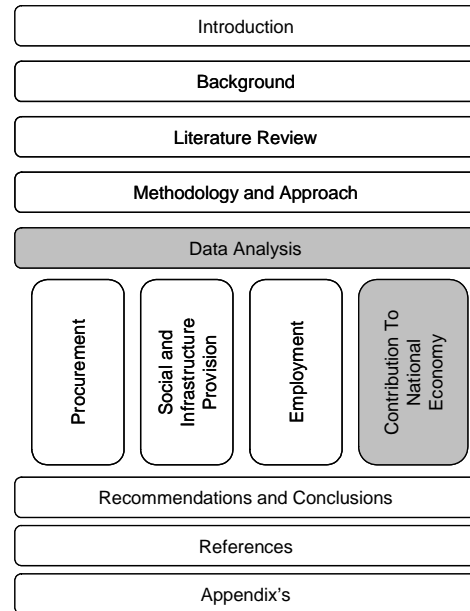 Introduction
Background
Literature Review
Methodology and Approach
Data Analysis
Procurement
Social and
Infrastructure
Provision
Employment
Contribution To
National
Economy
Recommendations and Conclusions
References
Appendix's